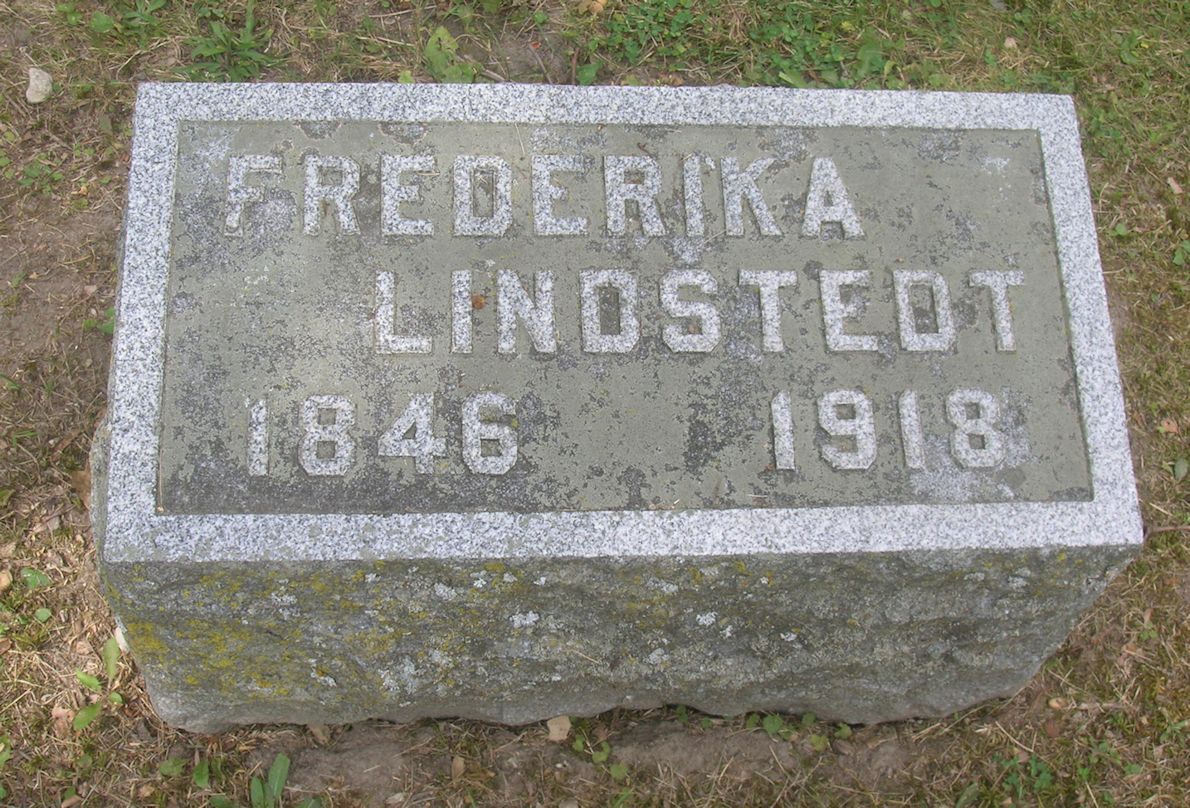 FREDERIKA
LINDSTEDT
1846 1918